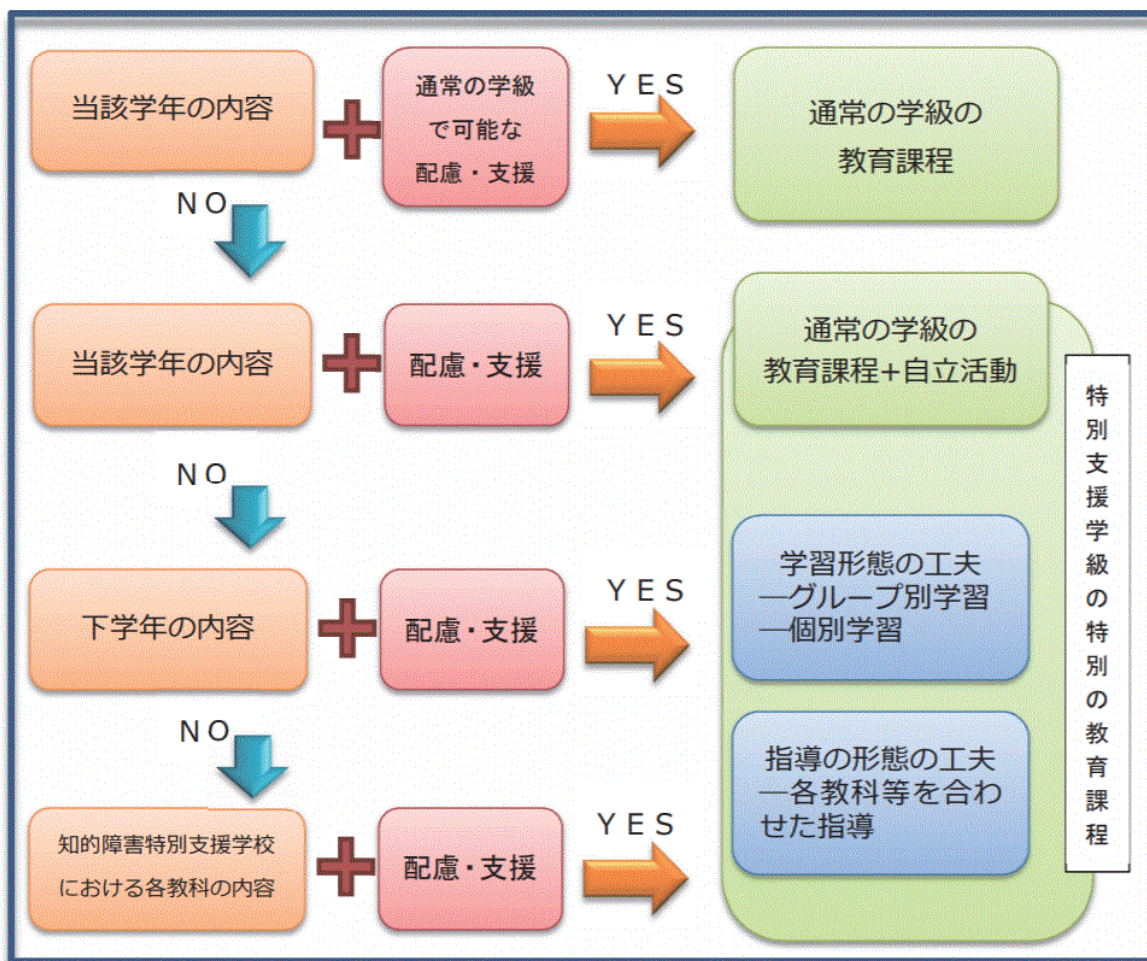 当該学年の内容
通常の学級
で可能な
配慮・支援
ＹＥＳ
通常の学級の
教育課程
ＮＯ
当該学年の内容
配慮・支援
ＹＥＳ
通常の学級の
教育課程+自立活動
ＮＯ
下学年の内容
配慮・支援
ＹＥＳ
学習形態の工夫
―グループ別学習
―個別学習
ＮＯ
知的障害特別支援学校
における各教科の内容
配慮・支援
ＹＥＳ
指導の形態の工夫
―各教科等を合わ
せた指導
特別支援学級の特別の教育課程